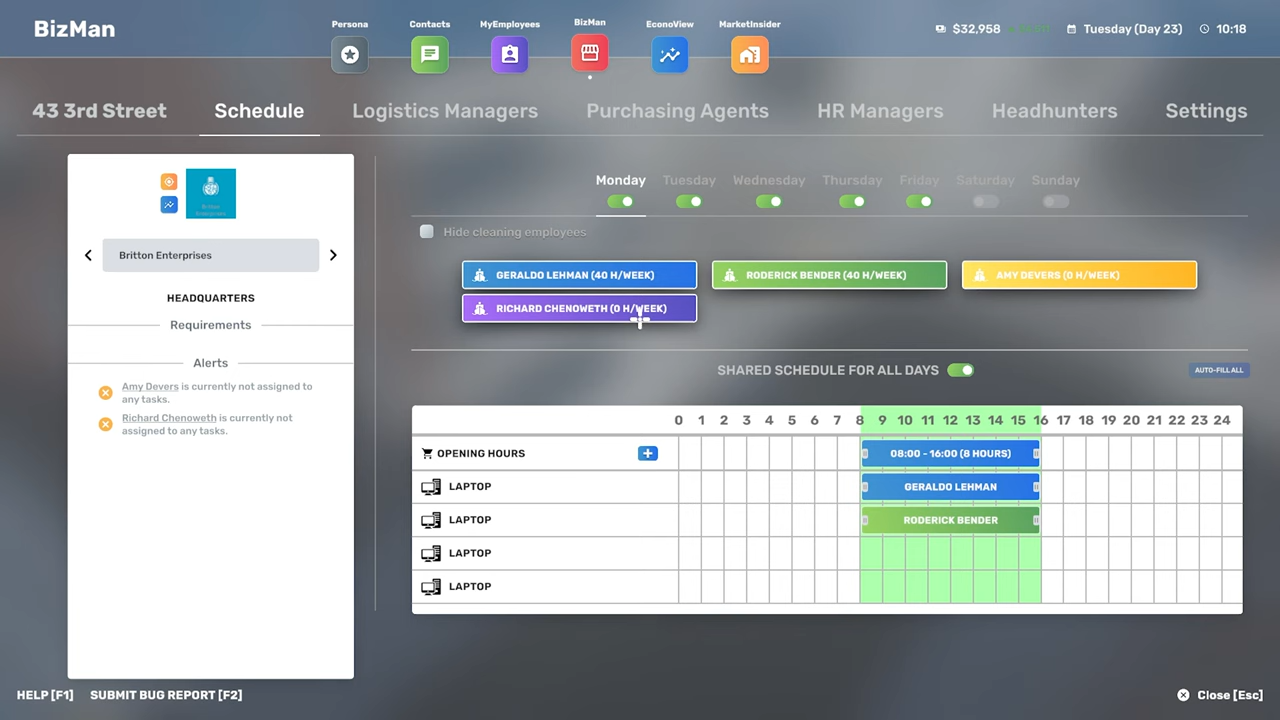 BizMan
Persona
Contacts
MyEmployees
BizMan
EconoView
MarketInsider
$32,958
Tuesday (Day 23)
10:18
43 3rd Street
Schedule
Logistics Managers
Purchasing Agents
HR Managers
Headhunters
Settings
Britton Enterprises
HEADQUARTERS
Requirements
Alerts
Amy Devers is currently not assigned to
any tasks.
Richard Chenoweth is currently not
assigned to any tasks.
Monday
Tuesday
Wednesday
Thursday
Friday
Saturday
Sunday
Hide cleaning employees
GERALDO LEHMAN (40 H/WEEK)
RODERICK BENDER (40 H/WEEK)
AMY DEVERS (0 H/WEEK)
RICHARD CHENOWETH (0 H/WEEK)
SHARED SCHEDULE FOR ALL DAYS
AUTO-FILL ALL
0 1 2 3 4 5 6 7 8 9 10 11 12 13 14 15 16 17 18 19 20 21 22 23 24
OPENING HOURS
08:00 - 16:00 (8 HOURS)
LAPTOP
GERALDO LEHMAN
LAPTOP
RODERICK BENDER
LAPTOP
LAPTOP
HELP [F1]
SUBMIT BUG REPORT [F2]
Close [Esc]